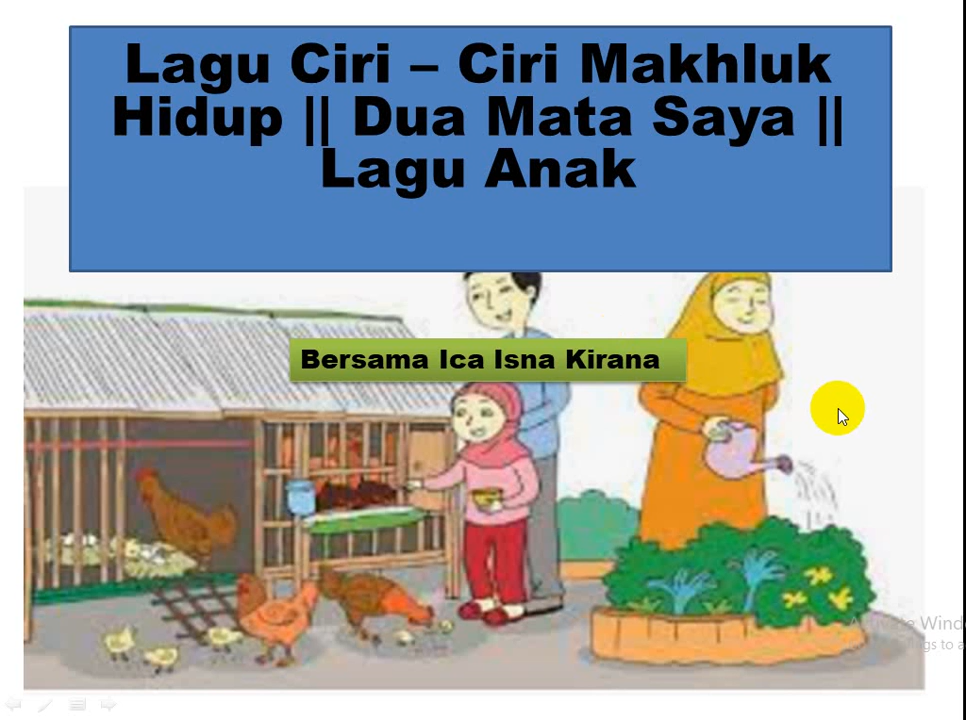 Lagu Ciri – Ciri Makhluk
Hidup || Dua Mata Saya ||
Lagu Anak
Bersama Ica Isna Kirana